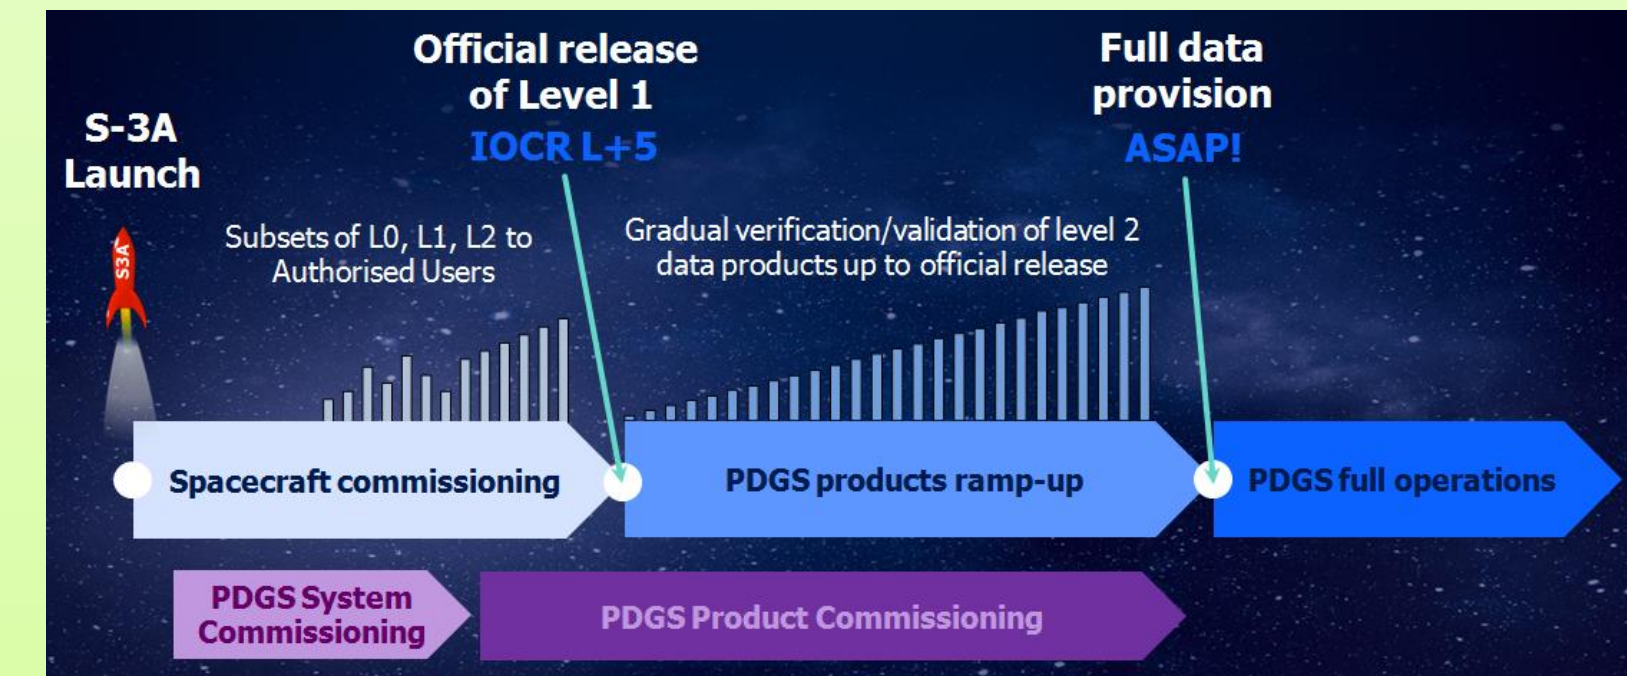 Official release
of Level 1
IOCR L+5
Full data
provision
ASAP!
S-3A
Launch
S3A
Subsets of L0, L1, L2 to
Authorised Users
Gradual verification/validation of level 2
data products up to official release
Spacecraft commissioning
PDGS products ramp-up
PDGS full operations
PDGS System
Commissioning
PDGS Product Commissioning